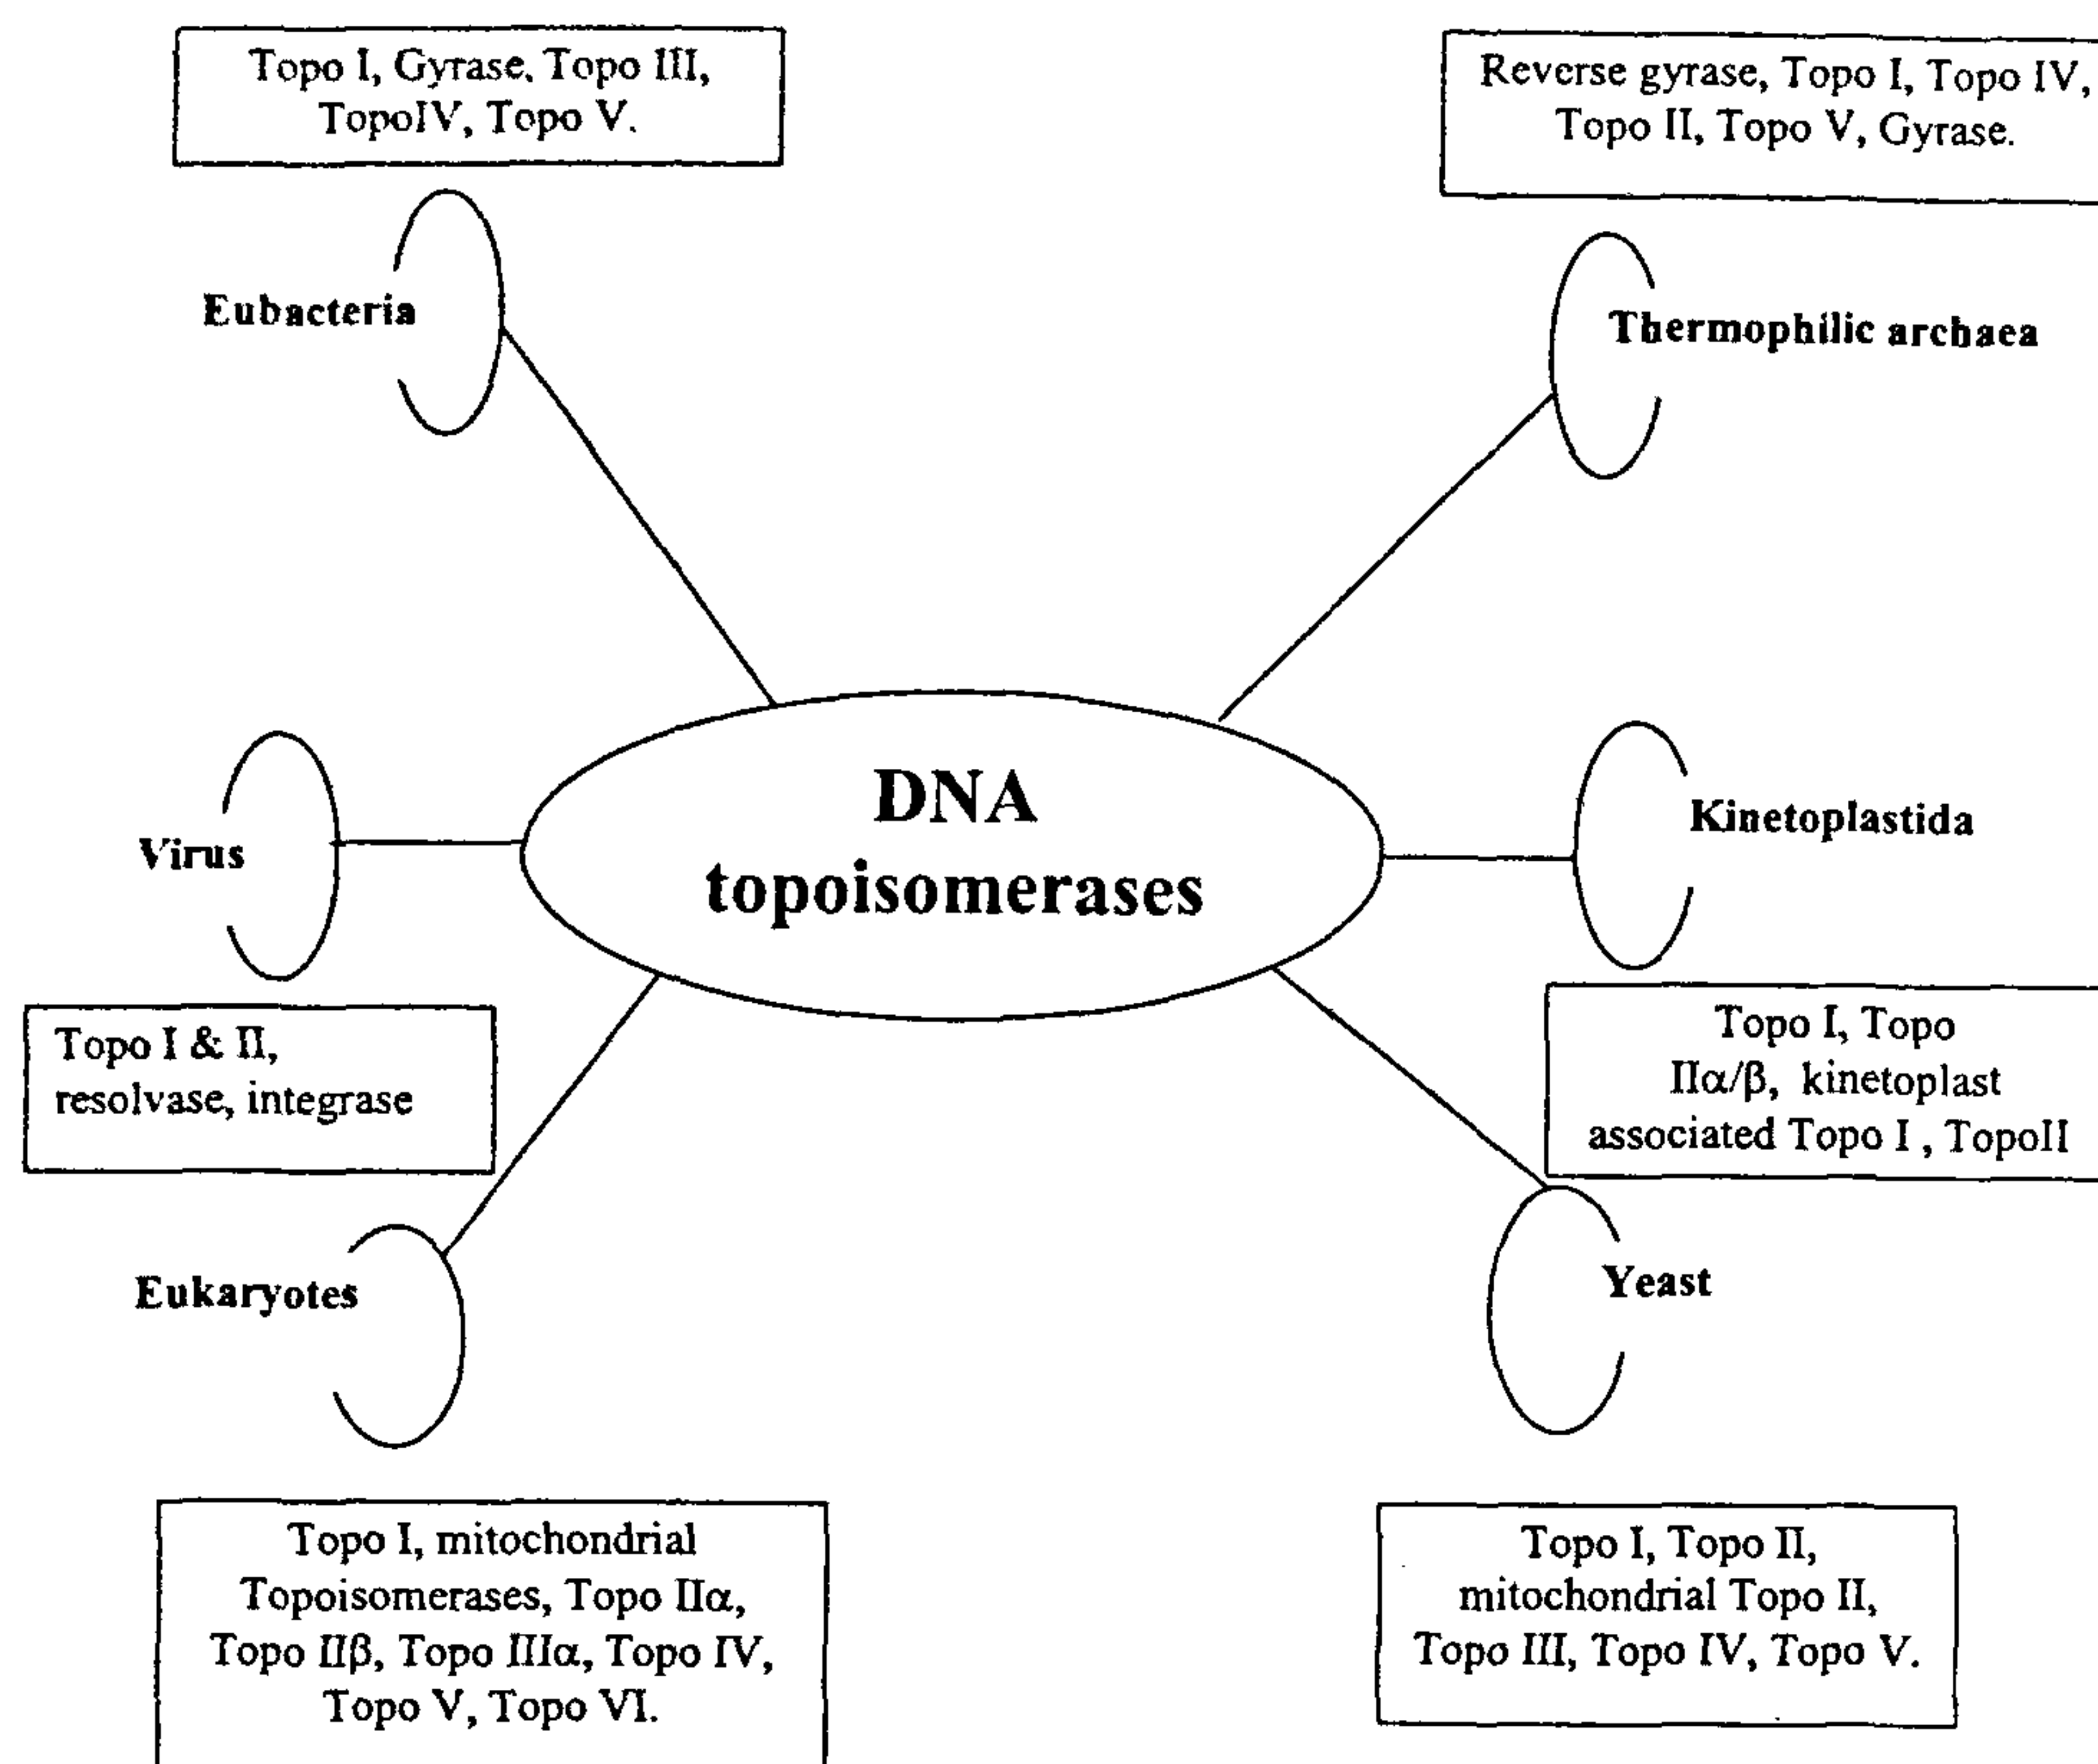 Topo I, Gyrase, Topo III,
TopoIV, Topo V.
Reverse gyrase, Topo I, Topo IV,
Topo II, Topo V, Gyrase.
Eubacteria
Thermophilic archaea
DNA
topoisomerases
Virus
Kinetoplastida
Topo I & II,
resolvase, integrase
Topo I, Topo
IIα/β, kinetoplast
associated Topo I , TopoII
Eukaryotes
Yeast
Topo I, mitochondrial
Topoisomerases, Topo IIα,
Topo IIβ, Topo IIIα, Topo IV,
Topo V, Topo VI.
Topo I, Topo II,
mitochondrial Topo II,
Topo III, Topo IV, Topo V.